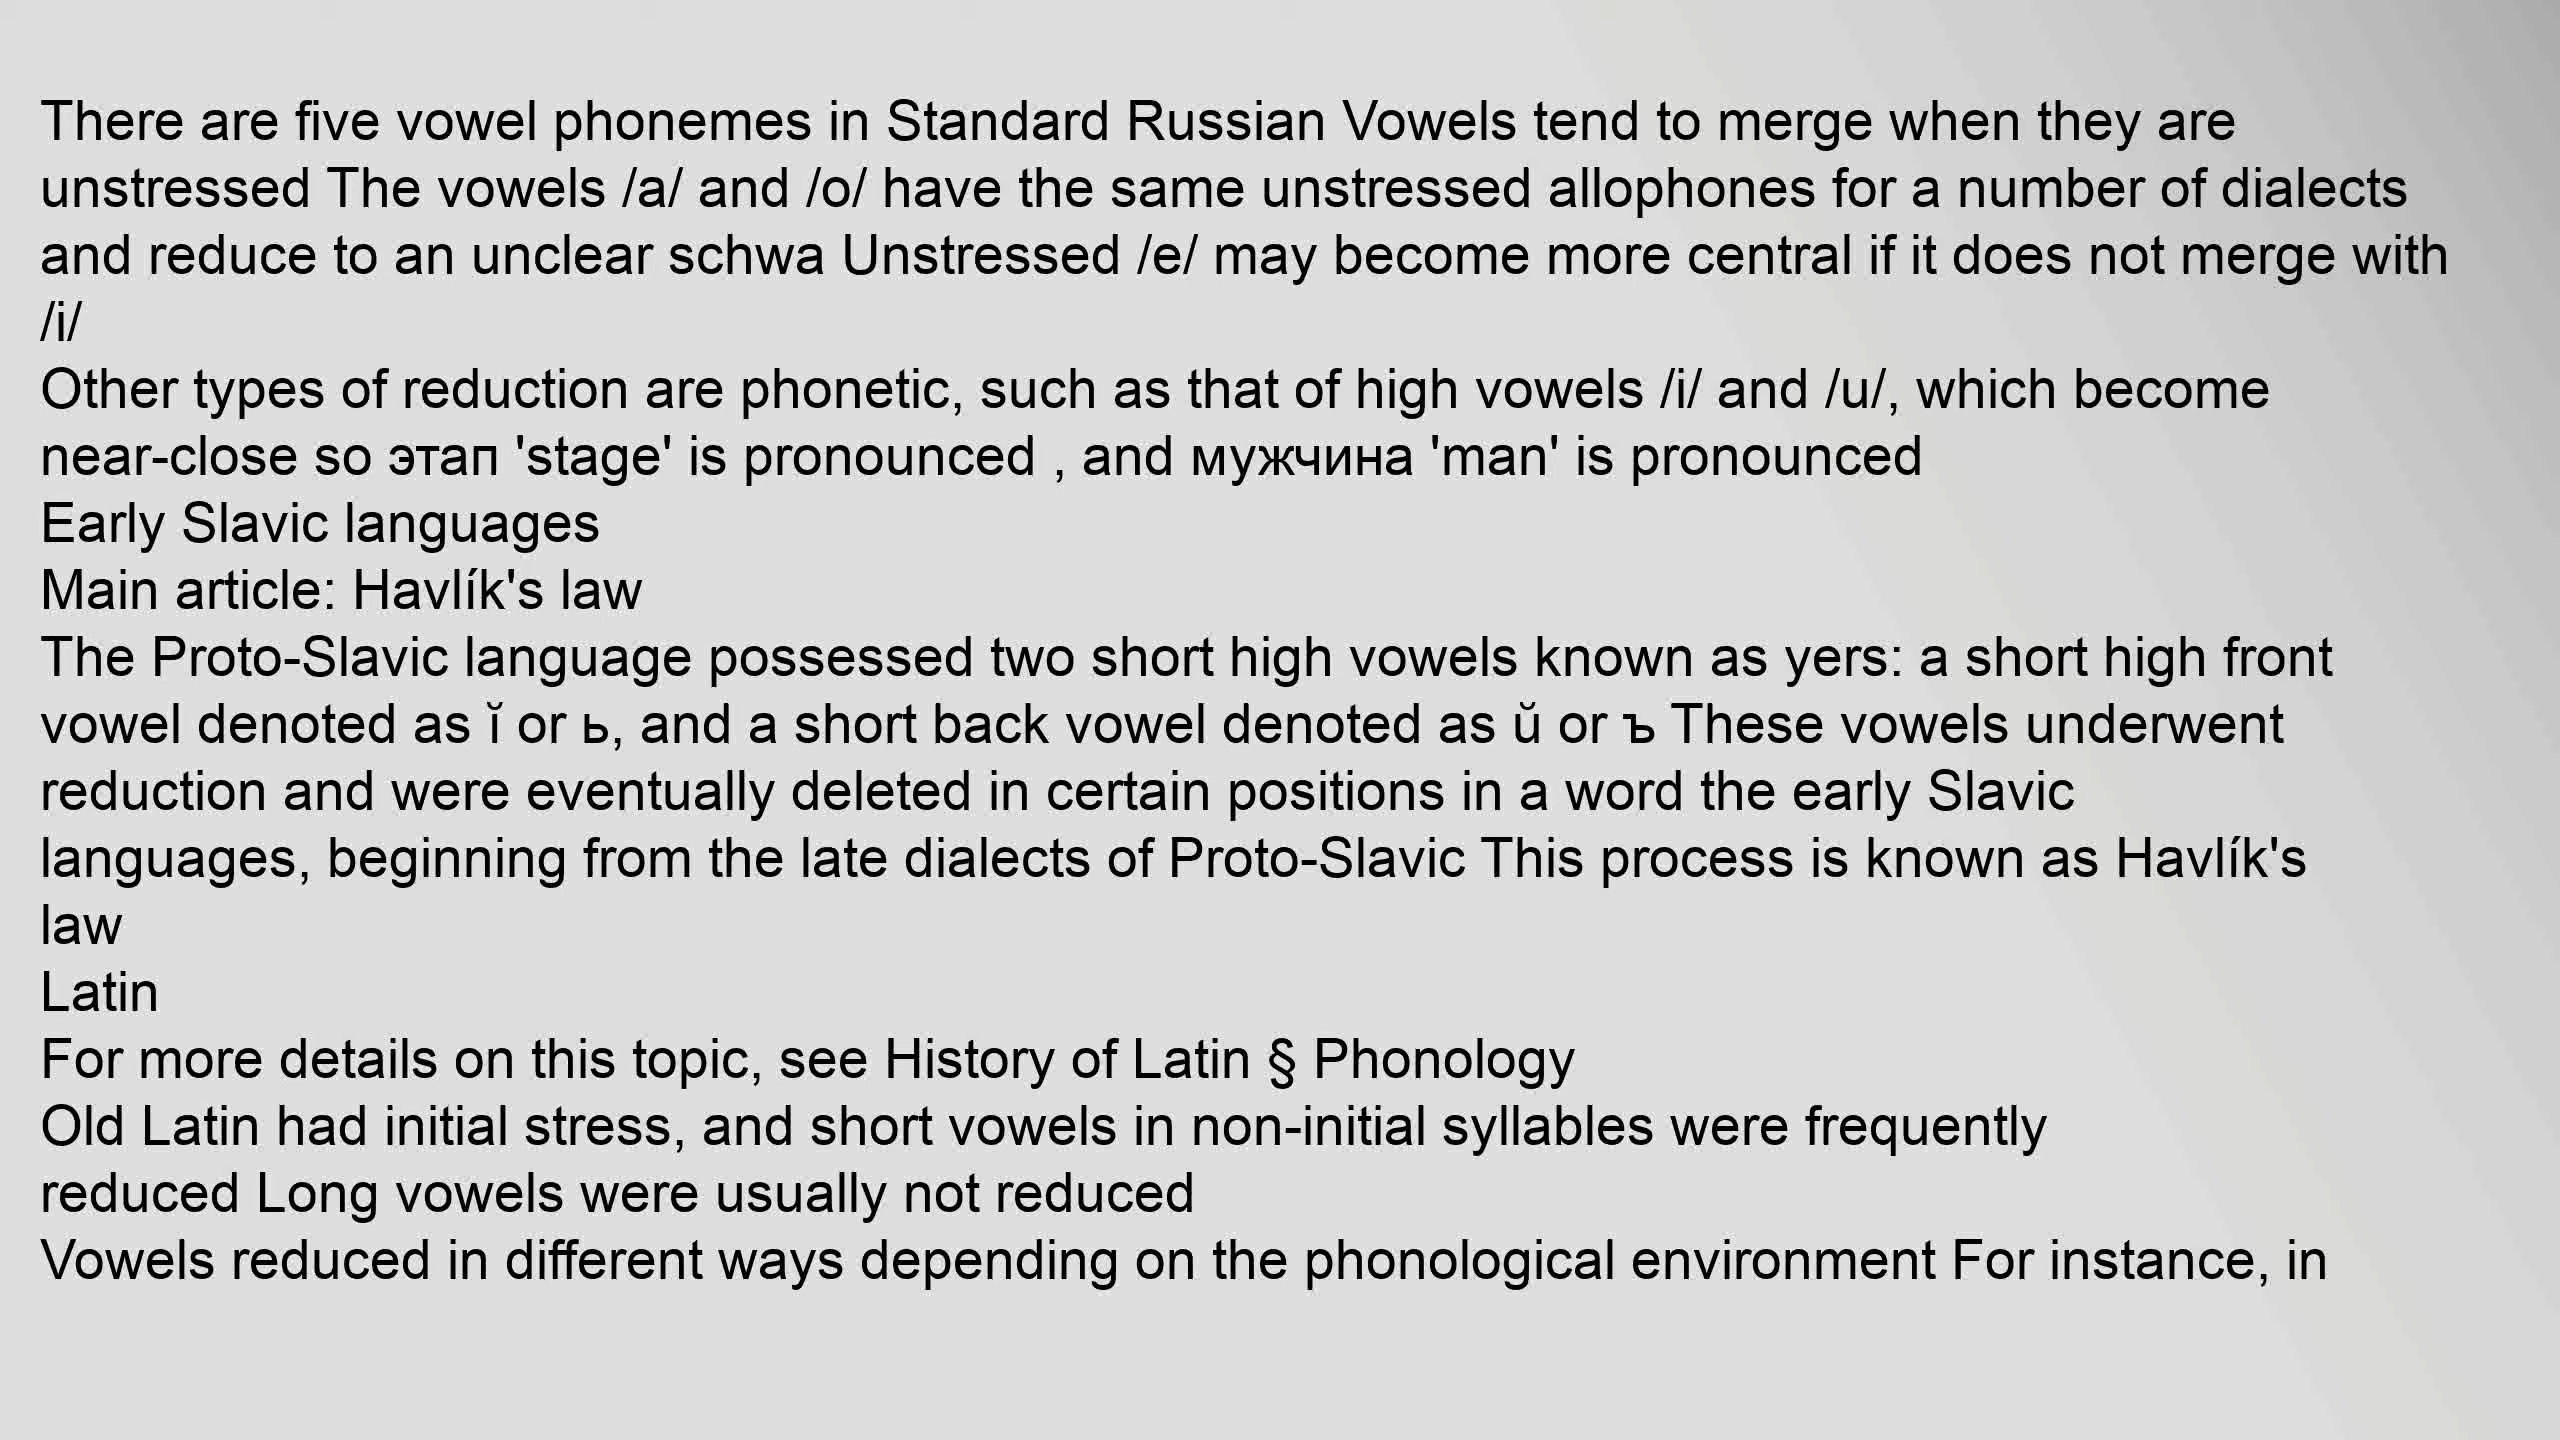 There are five vowel phonemes in Standard Russian Vowels tend to merge when they are
unstressed The vowels /a/ and /o/ have the same unstressed allophones for a number of dialects
and reduce to an unclear schwa Unstressed /e/ may become more central if it does not merge with
/i/
Other types of reduction are phonetic, such as that of high vowels /i/ and /u/, which become
near-close so этап 'stage' is pronounced , and мужчина 'man' is pronounced
Early Slavic languages
Main article: Havlík's law
The Proto-Slavic language possessed two short high vowels known as yers: a short high front
vowel denoted as ĭ or ь, and a short back vowel denoted as ŭ or ъ These vowels underwent
reduction and were eventually deleted in certain positions in a word the early Slavic
languages, beginning from the late dialects of Proto-Slavic This process is known as Havlík's
law
Latin
For more details on this topic, see History of Latin § Phonology
Old Latin had initial stress, and short vowels in non-initial syllables were frequently
reduced Long vowels were usually not reduced
Vowels reduced in different ways depending on the phonological environment For instance, in